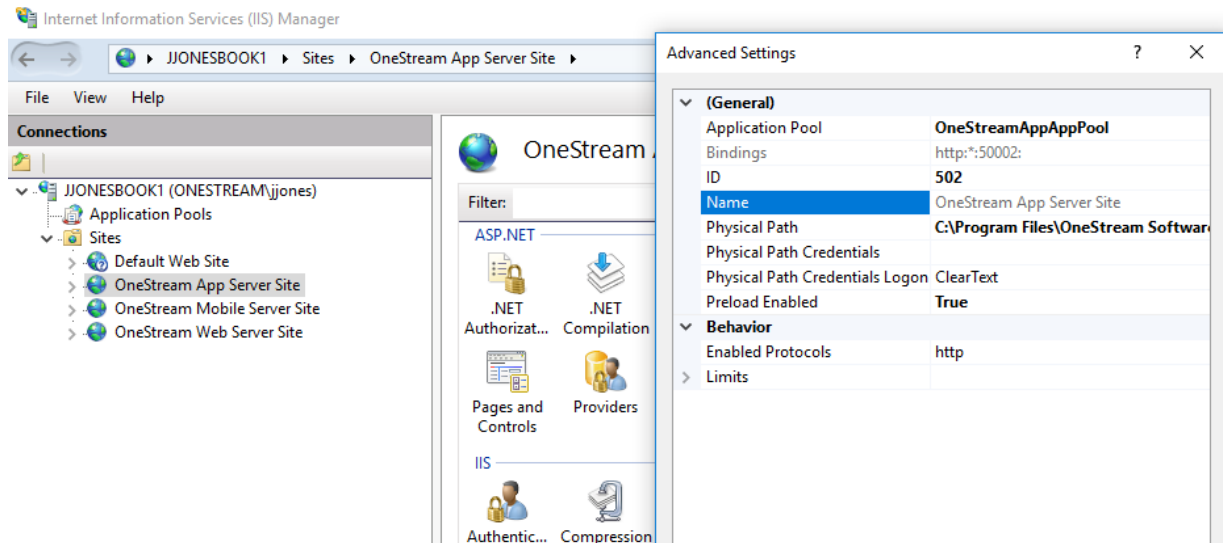 Internet Information Services (IIS) Manager
JJONESBOOK1 Sites OneStream App Server Site
File View Help
Connections
JJONESBOOK1 (ONESTREAM\jjones)
Application Pools
Sites
Default Web Site
OneStream App Server Site
OneStream Mobile Server Site
OneStream Web Server Site
OneStream
Filter:
ASP.NET
.NET Authorizat...
.NET Compilation
Pages and Controls
Providers
IIS
Authentic...
Compression
Advanced Settings ? ×
(General)
Application Pool OneStreamAppAppPool
Bindings http:*:50002:
ID 502
Name OneStream App Server Site
Physical Path C:\Program Files\OneStream Software
Physical Path Credentials
Physical Path Credentials Logon ClearText
Preload Enabled True
Behavior
Enabled Protocols http
Limits